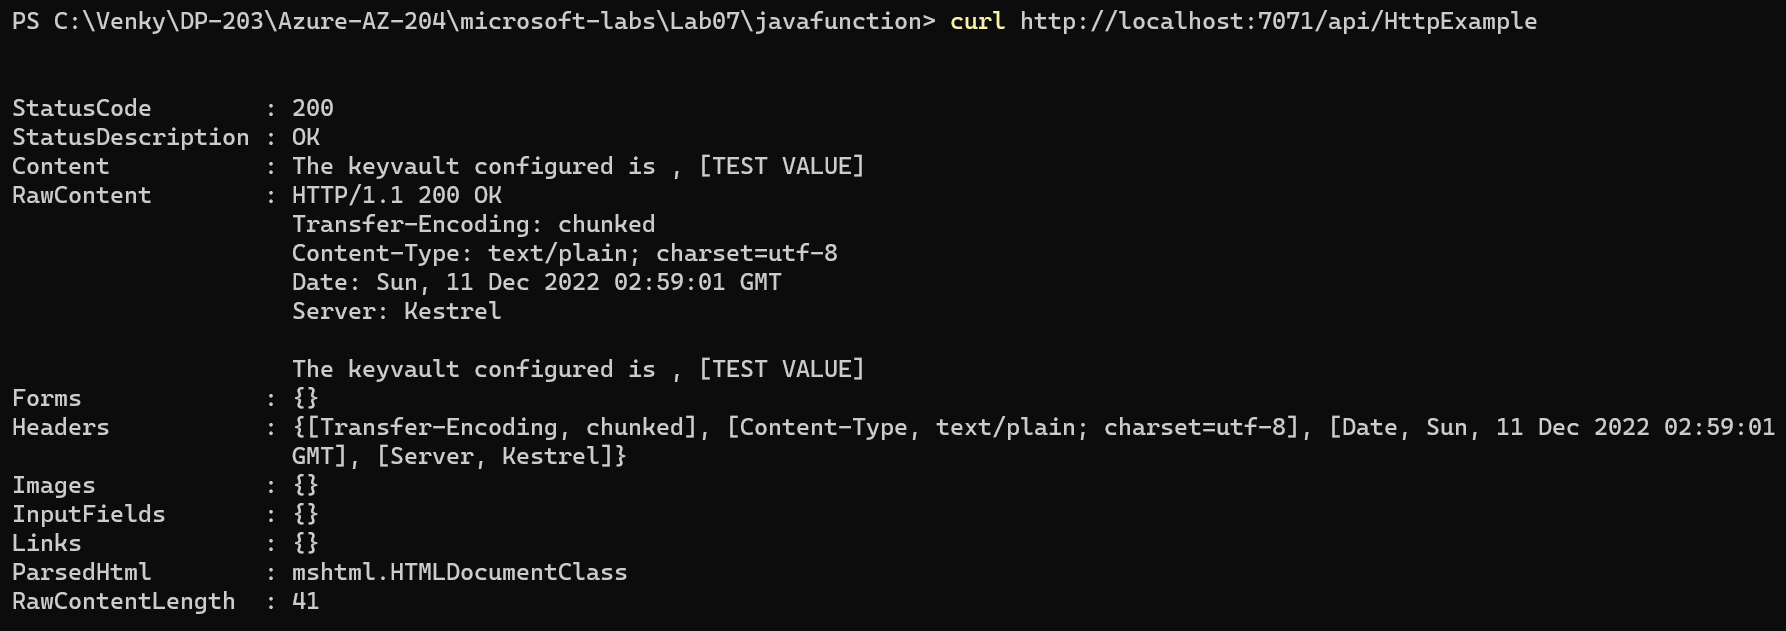 PS C:\Venky\DP-203\Azure-AZ-204\microsoft-labs\Lab07\javafunction> curl http://localhost:7071/api/HttpExample
StatusCode        : 200
StatusDescription : OK
Content           : The keyvault configured is , [TEST VALUE]
RawContent        : HTTP/1.1 200 OK
                    Transfer-Encoding: chunked
                    Content-Type: text/plain; charset=utf-8
                    Date: Sun, 11 Dec 2022 02:59:01 GMT
                    Server: Kestrel
                    The keyvault configured is , [TEST VALUE]
Forms             : {}
Headers           : {[Transfer-Encoding, chunked], [Content-Type, text/plain; charset=utf-8], [Date, Sun, 11 Dec 2022 02:59:01
                    GMT], [Server, Kestrel]}
Images            : {}
InputFields       : {}
Links             : {}
ParsedHtml        : mshtml.HTMLDocumentClass
RawContentLength  : 41